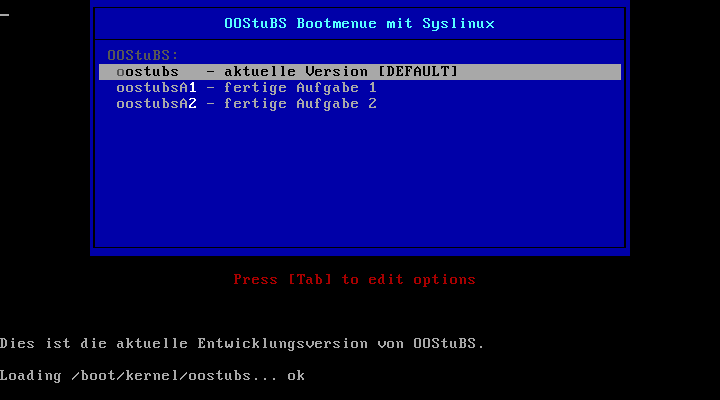 OOStuBS Bootmenue mit Syslinux
OOStuBS:
oostubs - aktuelle Version [DEFAULT]
oostubsA1 - fertige Aufgabe 1
oostubsA2 - fertige Aufgabe 2
Press [Tab] to edit options
Dies ist die aktuelle Entwicklungsversion von OOStuBS.
Loading /boot/kernel/oostubs... ok